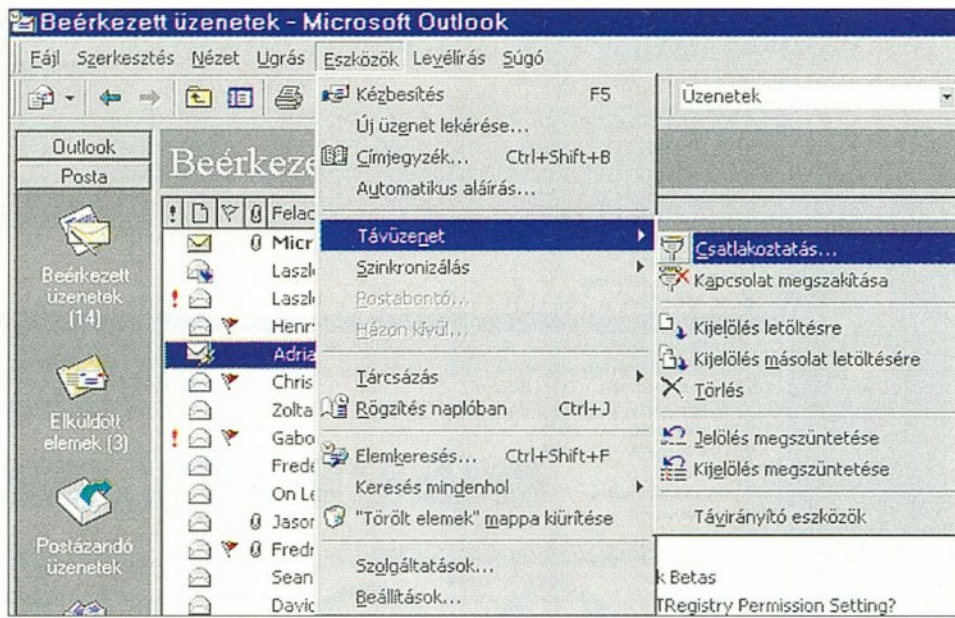 Beérkezett üzenetek - Microsoft Outlook
Fájl Szerkesztés Nézet Ugrás Eszközök Levélírás Súgó
Üzenetek
Outlook
Posta
Beérkezett
üzenetek
(14)
Elküldött
elemek (3)
Postázandó
üzenetek
Beérkeze
Felac
Micr
Laszl
Laszl
Henr
Adria
Chris
Zolta
Gabo
Frede
On Le
Jason
Fredr
Sean
David
Kézbesítés F5
Új üzenet lekérése...
Címjegyzék... Ctrl+Shift+B
Automatikus aláírás...
Távüzenet
Szinkronizálás
Postabontó...
Házon kívül...
Tárcsázás
Rögzítés naplóban Ctrl+J
Elemkeresés... Ctrl+Shift+F
Keresés mindenhol
"Törölt elemek" mappa kiürítése
Szolgáltatások...
Beállítások...
Csatlakoztatás...
Kapcsolat megszakítása
Kijelölés letöltésre
Kijelölés másolat letöltésére
Törlés
Jelölés megszüntetése
Kijelölés megszüntetése
Távirányító eszközök
k Betas
TRegistry Permission Setting?